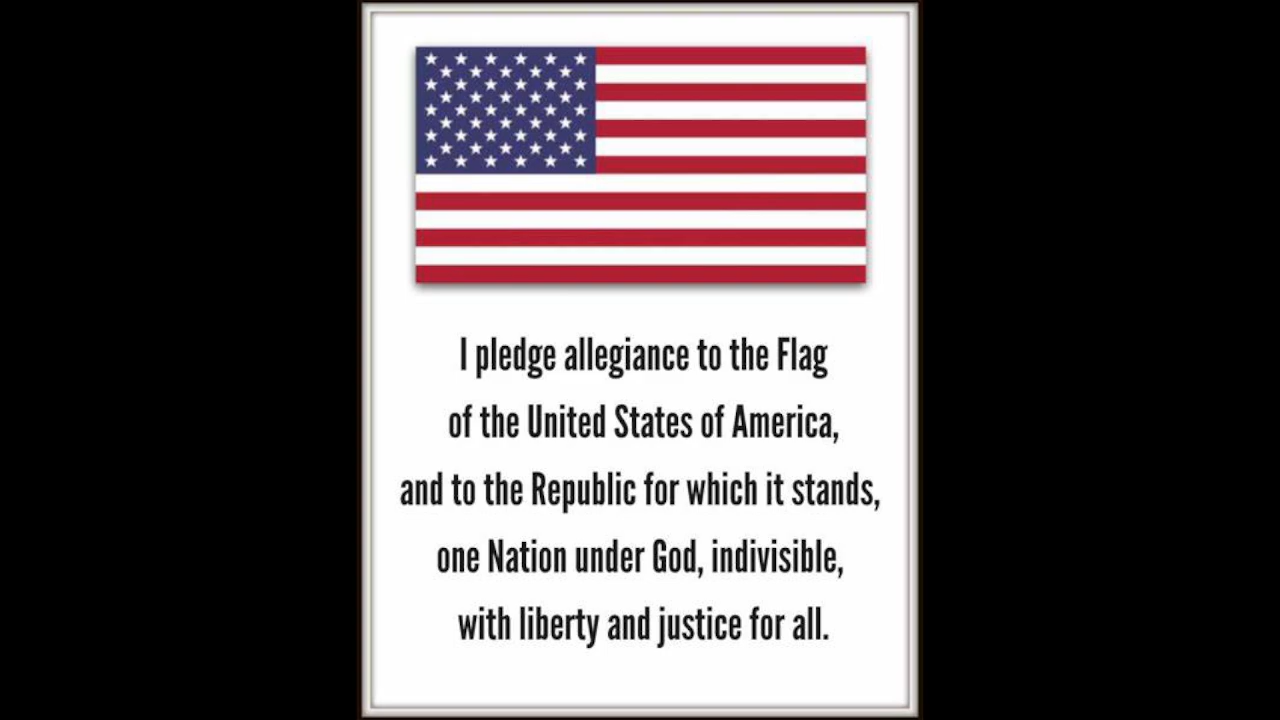 I pledge allegiance to the Flag
of the United States of America,
and to the Republic for which it stands,
one Nation under God, indivisible,
with liberty and justice for all.